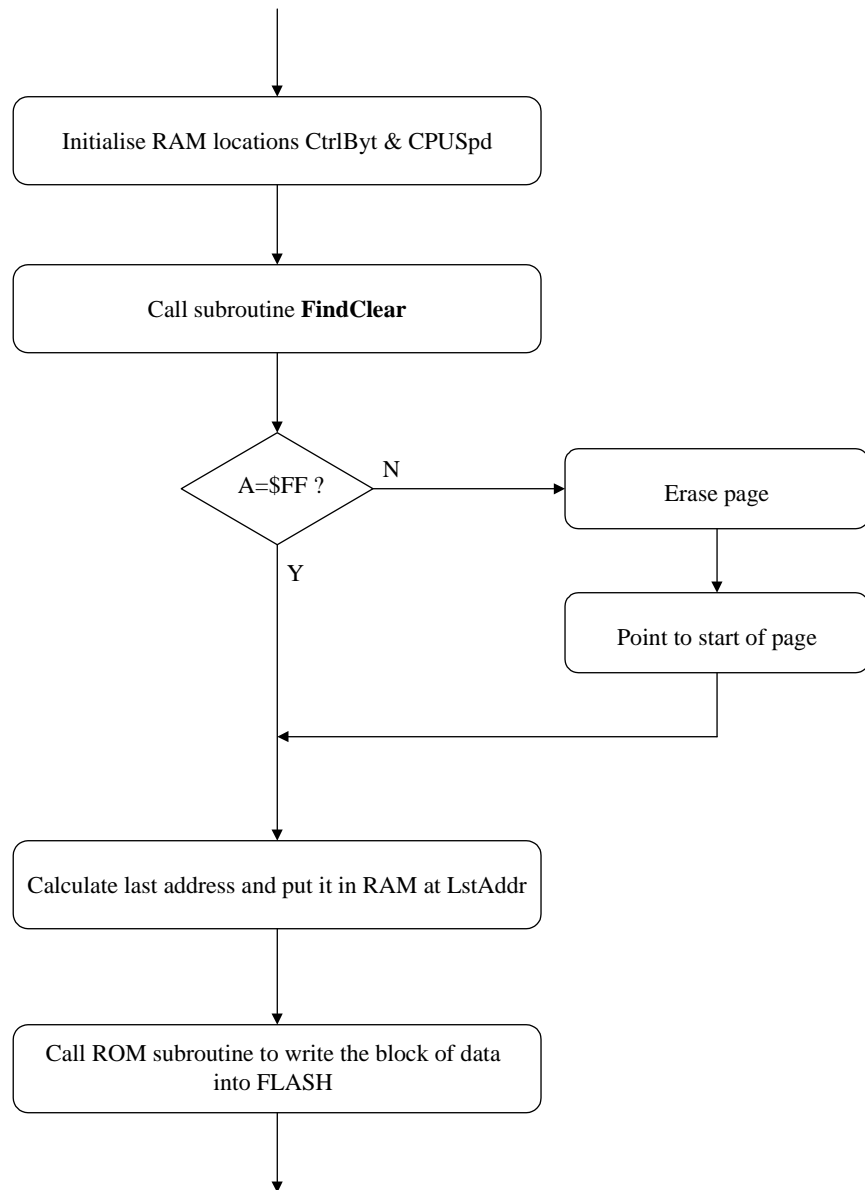 Initialise RAM locations CtrlByt & CPUSpd
Call subroutine FindClear
A=$FF ?
N
Erase page
Y
Point to start of page
Calculate last address and put it in RAM at LstAddr
Call ROM subroutine to write the block of data
into FLASH